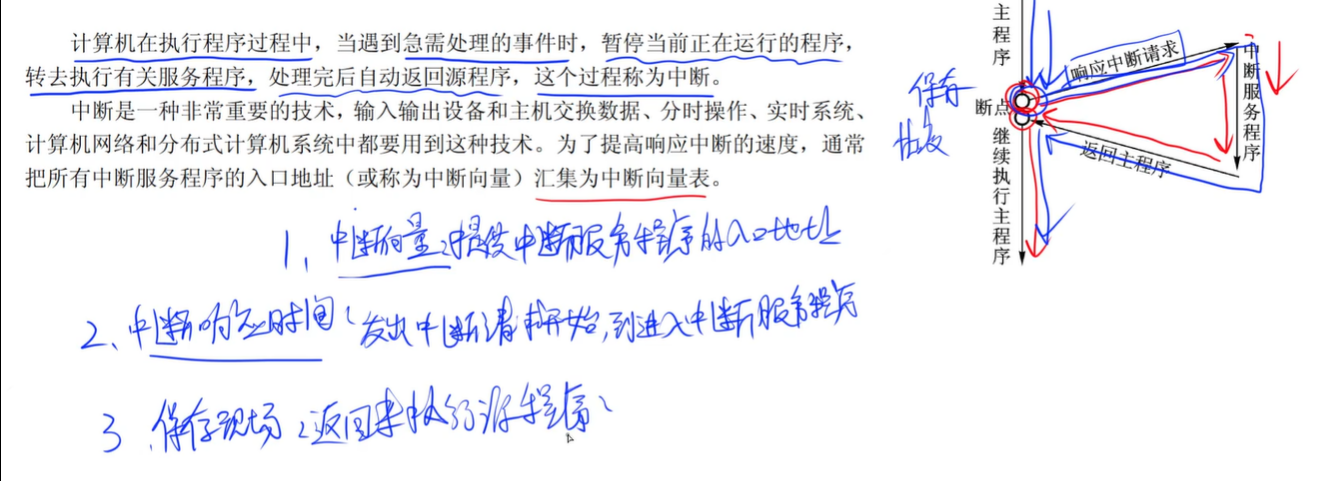 计算机在执行程序过程中，当遇到急需处理的事件时，暂停当前正在运行的程序，
转去执行有关服务程序，处理完后自动返回源程序，这个过程称为中断。
中断是一种非常重要的技术，输入输出设备和主机交换数据、分时操作、实时系统、
计算机网络和分布式计算机系统中都要用到这种技术。为了提高响应中断的速度，通常
把所有中断服务程序的入口地址（或称为中断向量）汇集为中断向量表。
1、中断向量：提供中断服务程序的入口地址
2、中断响应时间：发出中断请求开始，到进入中断服务程序
3、保存现场：返回来执行源程序
主程序
响应中断请求
中断服务程序
保存
断点
恢复
返回主程序
继续执行主程序